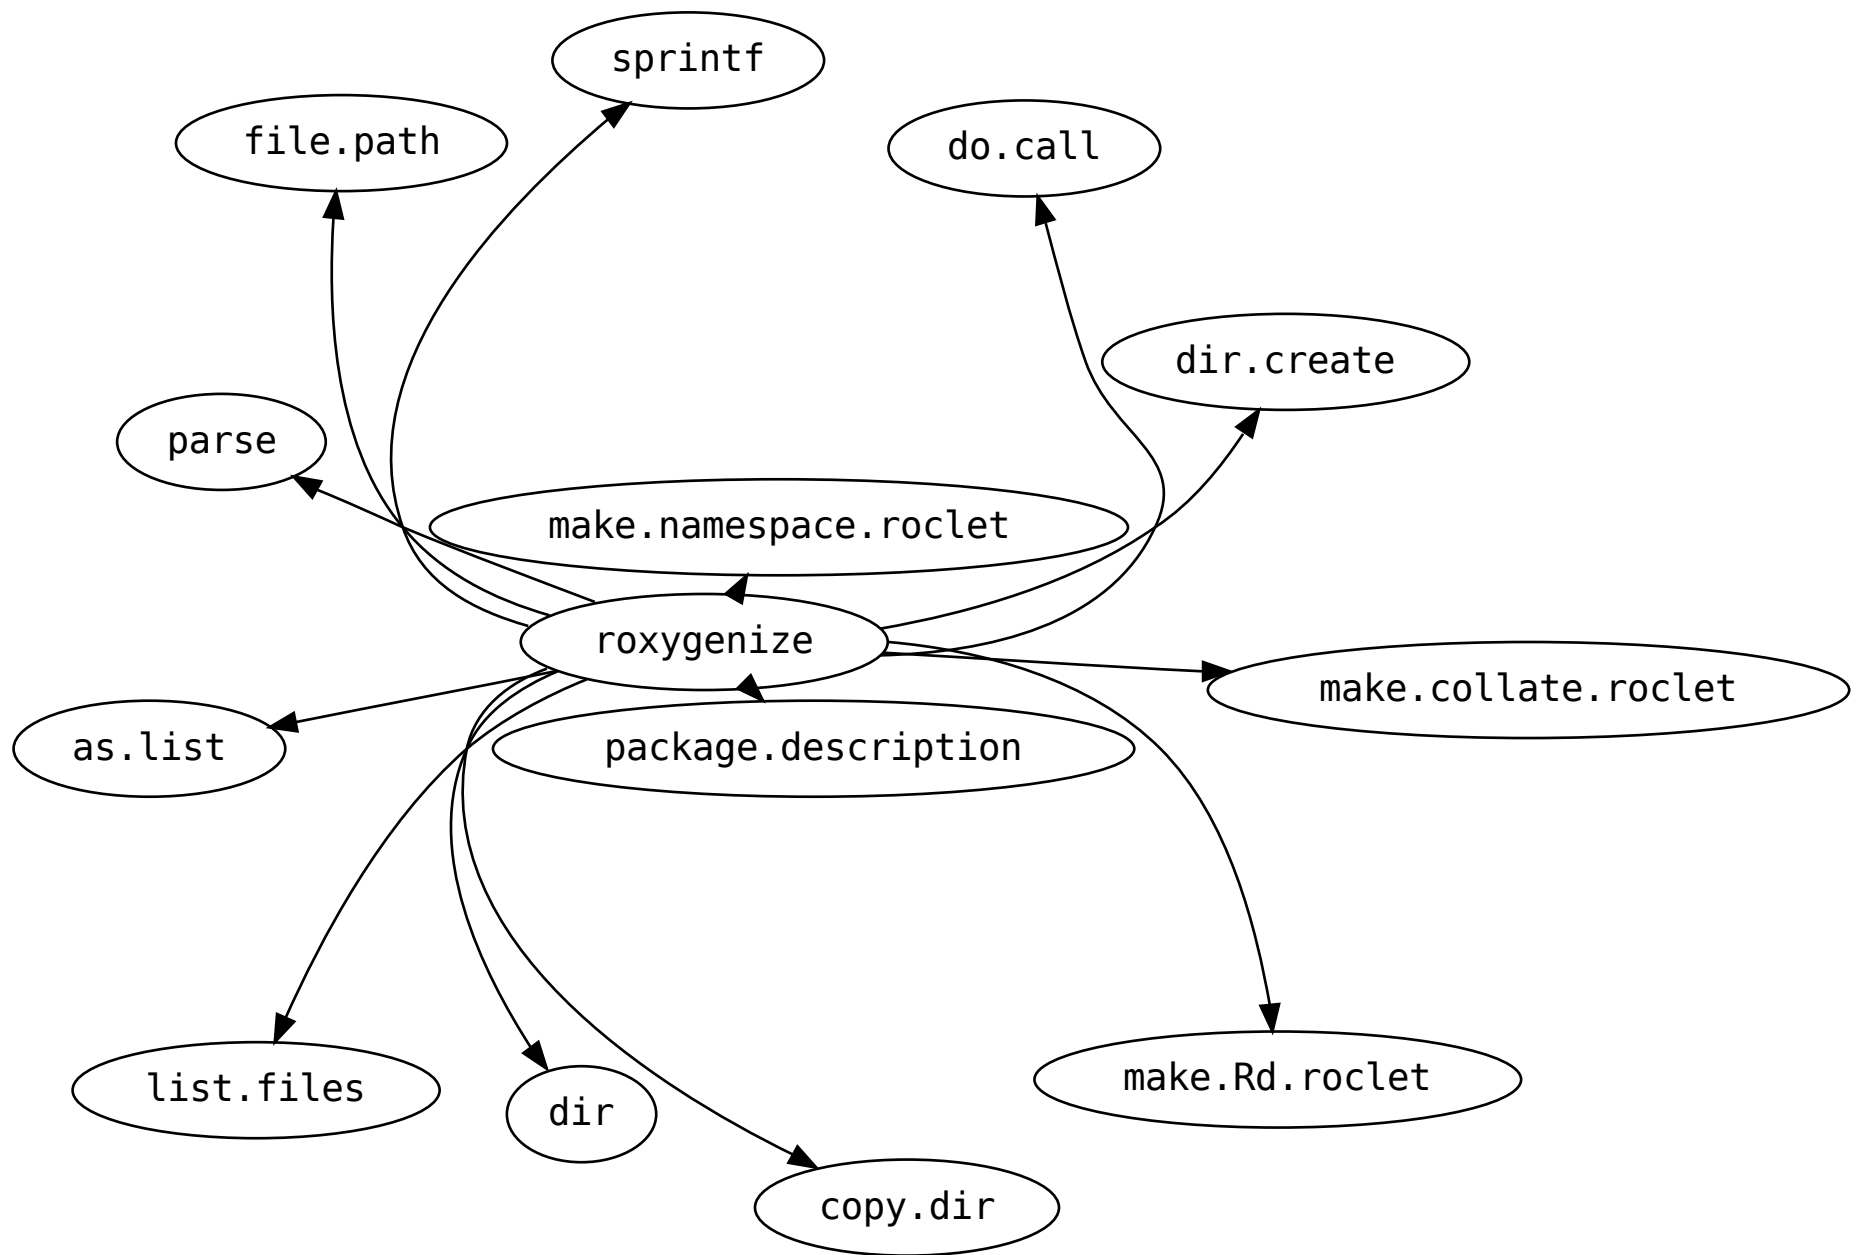 sprintf
file.path
do.call
dir.create
parse
make.namespace.roclet
roxygenize
make.collate.roclet
as.list
package.description
list.files
dir
make.Rd.roclet
copy.dir